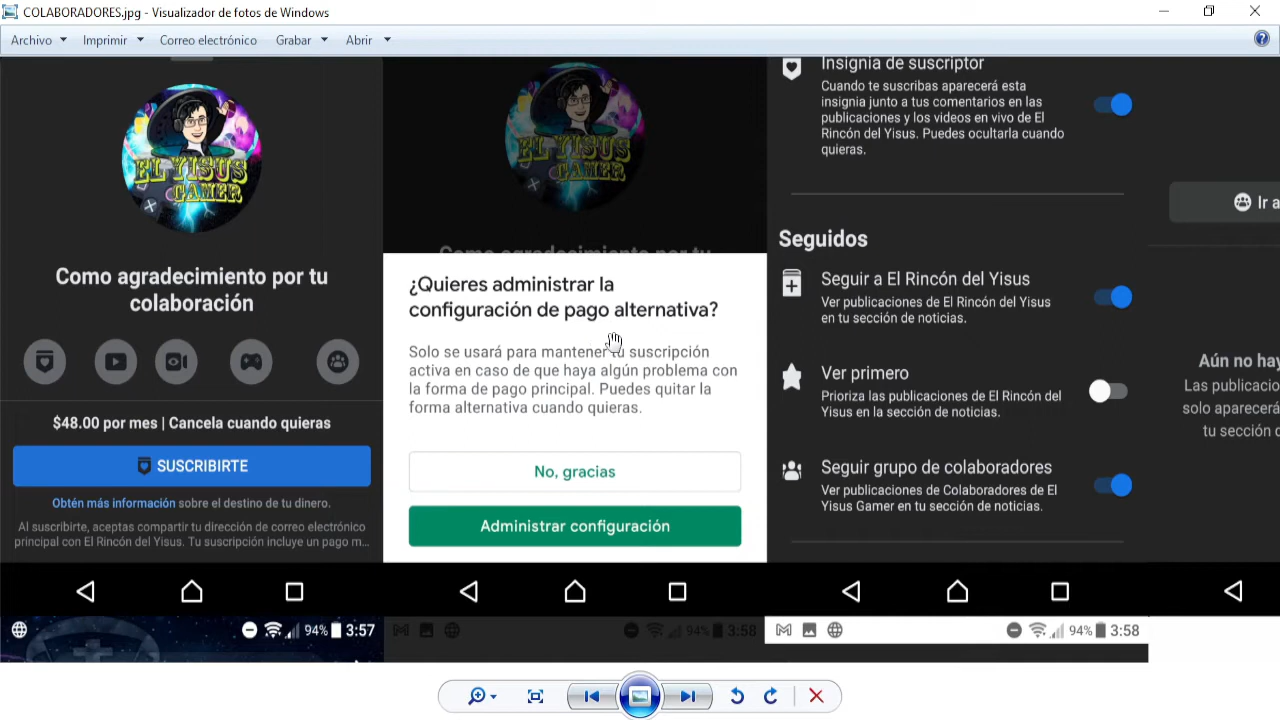 COLABORADORES.jpg - Visualizador de fotos de Windows
Archivo Imprimir Correo electrónico Grabar Abrir
EL YISUS
GAMER
Como agradecimiento por tu
colaboración
$48.00 por mes | Cancela cuando quieras
SUSCRIBIRTE
Obtén más información sobre el destino de tu dinero.
Al suscribirte, aceptas compartir tu dirección de correo electrónico
principal con El Rincón del Yisus. Tu suscripción incluye un pago m...
94% 3:57
EL YISUS
GAMER
Como agradecimiento por tu
¿Quieres administrar la
configuración de pago alternativa?
Solo se usará para mantener tu suscripción
activa en caso de que haya algún problema con
la forma de pago principal. Puedes quitar la
forma alternativa cuando quieras.
No, gracias
Administrar configuración
94% 3:58
Insignia de suscriptor
Cuando te suscribas aparecerá esta
insignia junto a tus comentarios en las
publicaciones y los videos en vivo de El
Rincón del Yisus. Puedes ocultarla cuando
quieras.
Seguidos
Seguir a El Rincón del Yisus
Ver publicaciones de El Rincón del Yisus
en tu sección de noticias.
Ver primero
Prioriza las publicaciones de El Rincón del
Yisus en la sección de noticias.
Seguir grupo de colaboradores
Ver publicaciones de Colaboradores de El
Yisus Gamer en tu sección de noticias.
94% 3:58
Ir a
Aún no hay
Las publicacio
solo aparecerá
tu sección d